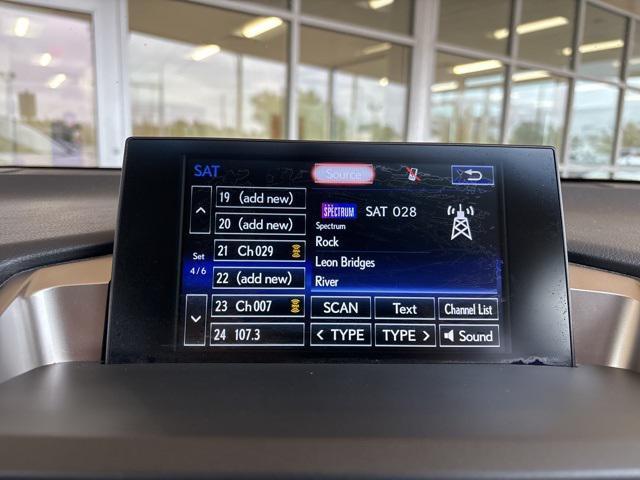 SAT
Source
19 (add new)
20 (add new)
21 Ch 029
Set
4/6
22 (add new)
23 Ch 007
24 107.3
SPECTRUM
SAT 028
Spectrum
Rock
Leon Bridges
River
SCAN
Text
Channel List
< TYPE
TYPE >
Sound